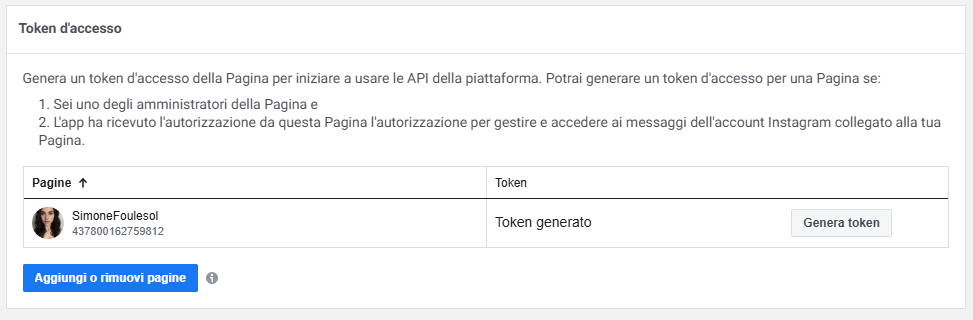 Token d'accesso
Genera un token d'accesso della Pagina per iniziare a usare le API della piattaforma. Potrai generare un token d'accesso per una Pagina se:
1. Sei uno degli amministratori della Pagina e
2. L'app ha ricevuto l'autorizzazione da questa Pagina l'autorizzazione per gestire e accedere ai messaggi dell'account Instagram collegato alla tua
Pagina.
Pagine Token
SimoneFoulesol
437800162759812
Token generato Genera token
Aggiungi o rimuovi pagine